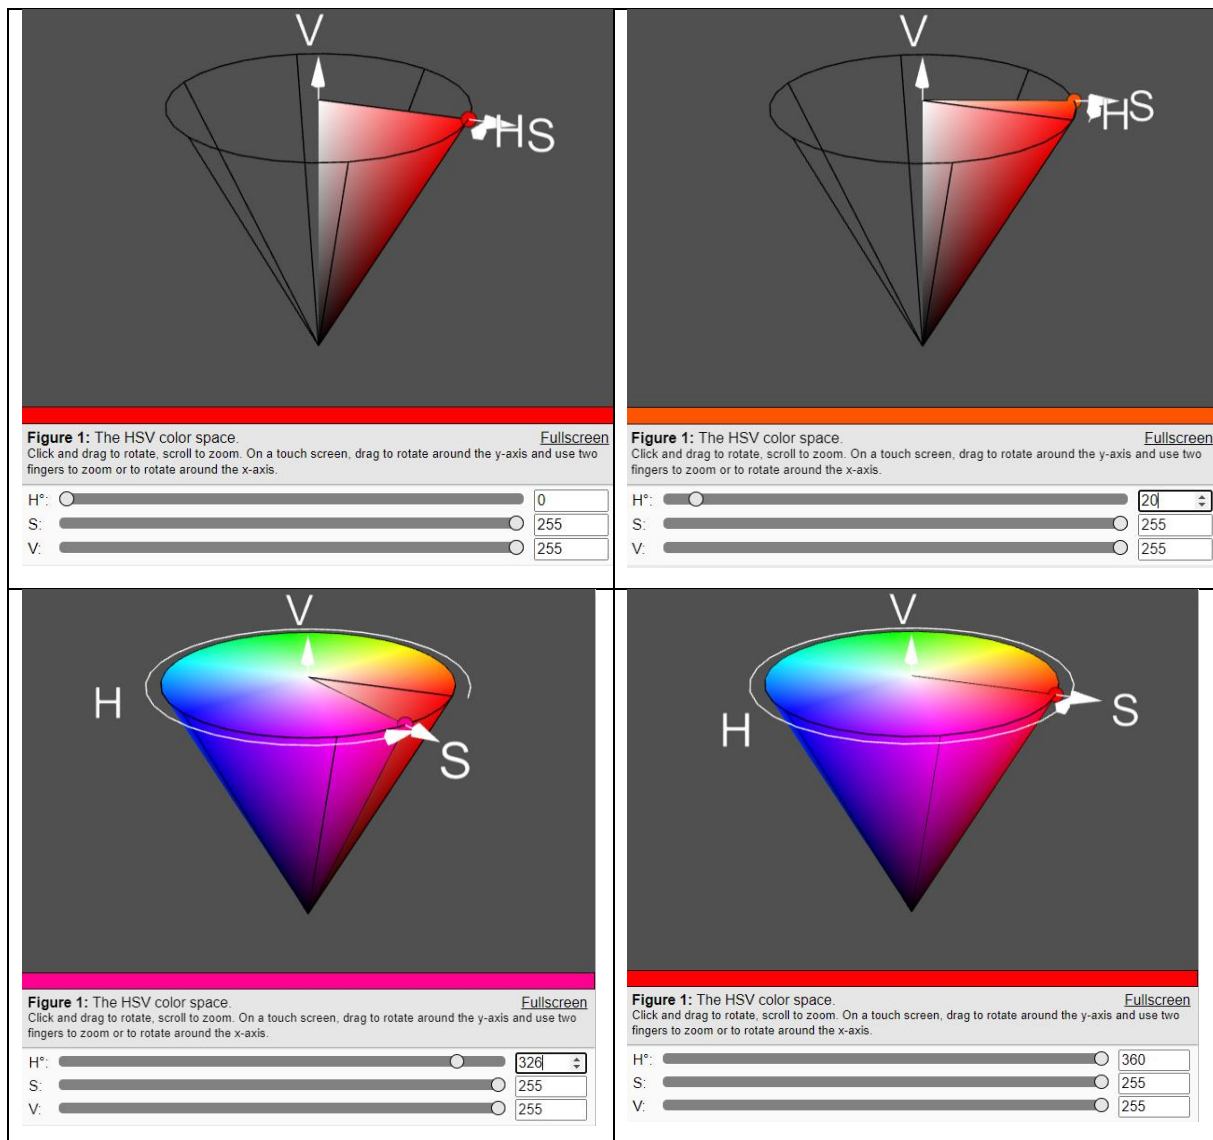 V
H S
Figure 1: The HSV color space. Fullscreen
Click and drag to rotate, scroll to zoom. On a touch screen, drag to rotate around the y-axis and use two
fingers to zoom or to rotate around the x-axis.
H°: 0
S: 255
V: 255
V
H S
Figure 1: The HSV color space. Fullscreen
Click and drag to rotate, scroll to zoom. On a touch screen, drag to rotate around the y-axis and use two
fingers to zoom or to rotate around the x-axis.
H°: 20
S: 255
V: 255
V
H
S
Figure 1: The HSV color space. Fullscreen
Click and drag to rotate, scroll to zoom. On a touch screen, drag to rotate around the y-axis and use two
fingers to zoom or to rotate around the x-axis.
H°: 326
S: 255
V: 255
V
S
H
Figure 1: The HSV color space. Fullscreen
Click and drag to rotate, scroll to zoom. On a touch screen, drag to rotate around the y-axis and use two
fingers to zoom or to rotate around the x-axis.
H°: 360
S: 255
V: 255